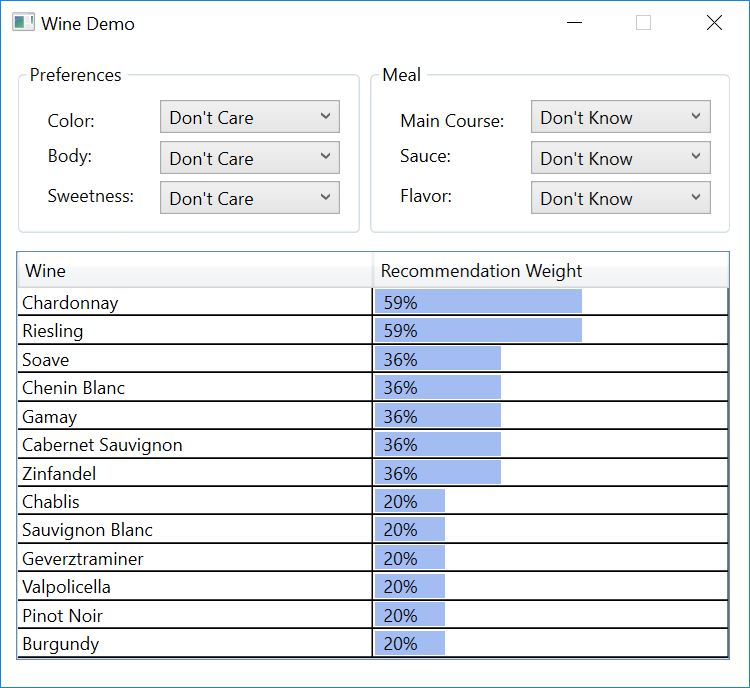 Wine Demo
Preferences
Color: Don't Care
Body: Don't Care
Sweetness: Don't Care
Meal
Main Course: Don't Know
Sauce: Don't Know
Flavor: Don't Know
Wine Recommendation Weight
Chardonnay 59%
Riesling 59%
Soave 36%
Chenin Blanc 36%
Gamay 36%
Cabernet Sauvignon 36%
Zinfandel 36%
Chablis 20%
Sauvignon Blanc 20%
Geverztraminer 20%
Valpolicella 20%
Pinot Noir 20%
Burgundy 20%